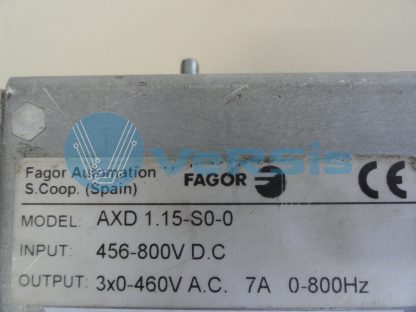 Versis
Fagor Automation
S.Coop. (Spain)
FAGOR
CE
MODEL: AXD 1.15-S0-0
INPUT: 456-800V D.C
OUTPUT: 3x0-460V A.C. 7A 0-800Hz